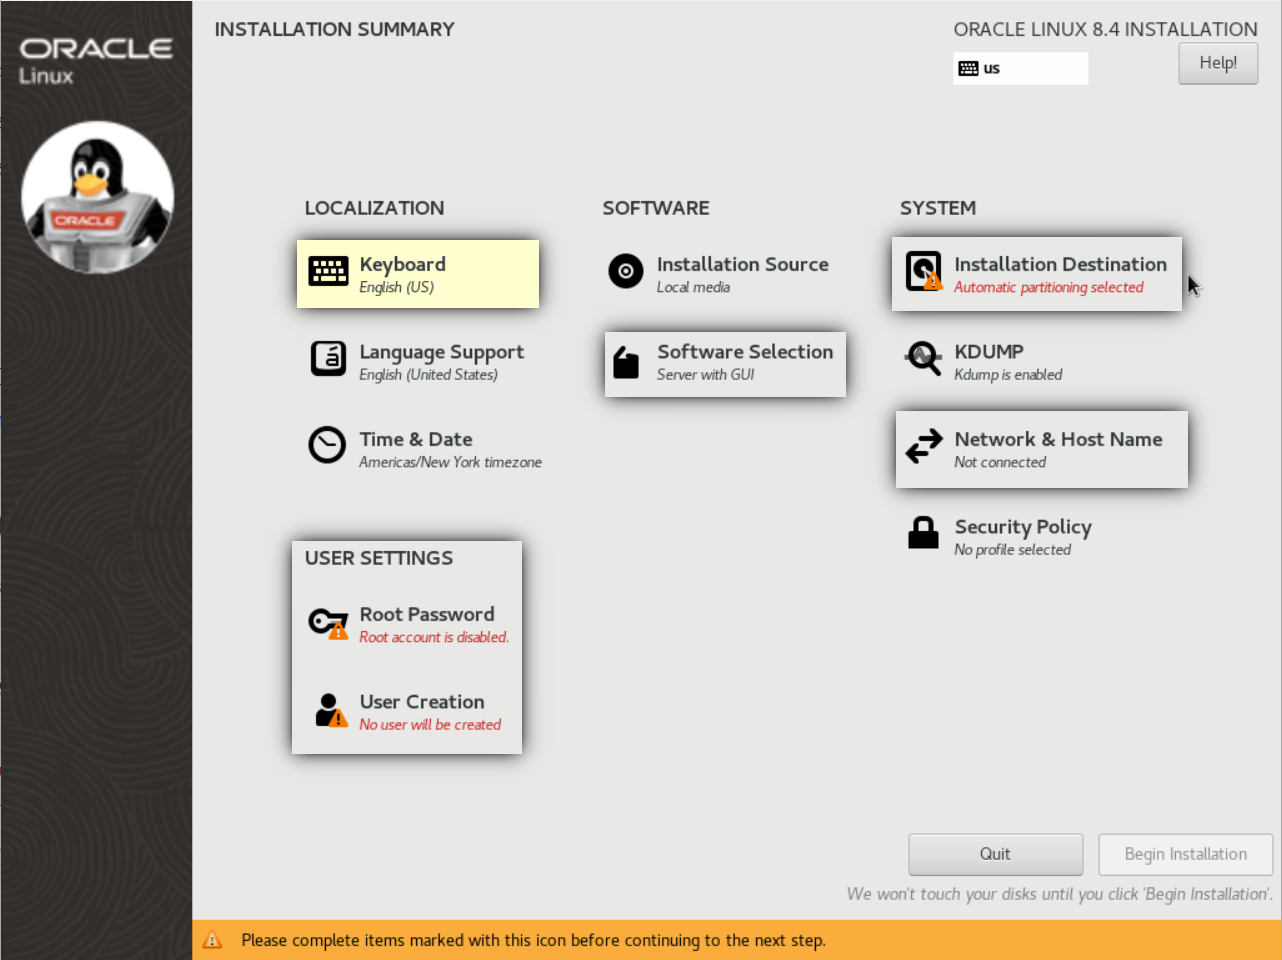 ORACLE
Linux
ORACLE
INSTALLATION SUMMARY
ORACLE LINUX 8.4 INSTALLATION
us
Help!
LOCALIZATION
Keyboard
English (US)
Language Support
English (United States)
Time & Date
Americas/New York timezone
USER SETTINGS
Root Password
Root account is disabled.
User Creation
No user will be created
SOFTWARE
Installation Source
Local media
Software Selection
Server with GUI
SYSTEM
Installation Destination
Automatic partitioning selected
KDUMP
Kdump is enabled
Network & Host Name
Not connected
Security Policy
No profile selected
Quit
Begin Installation
We won't touch your disks until you click 'Begin Installation'.
Please complete items marked with this icon before continuing to the next step.